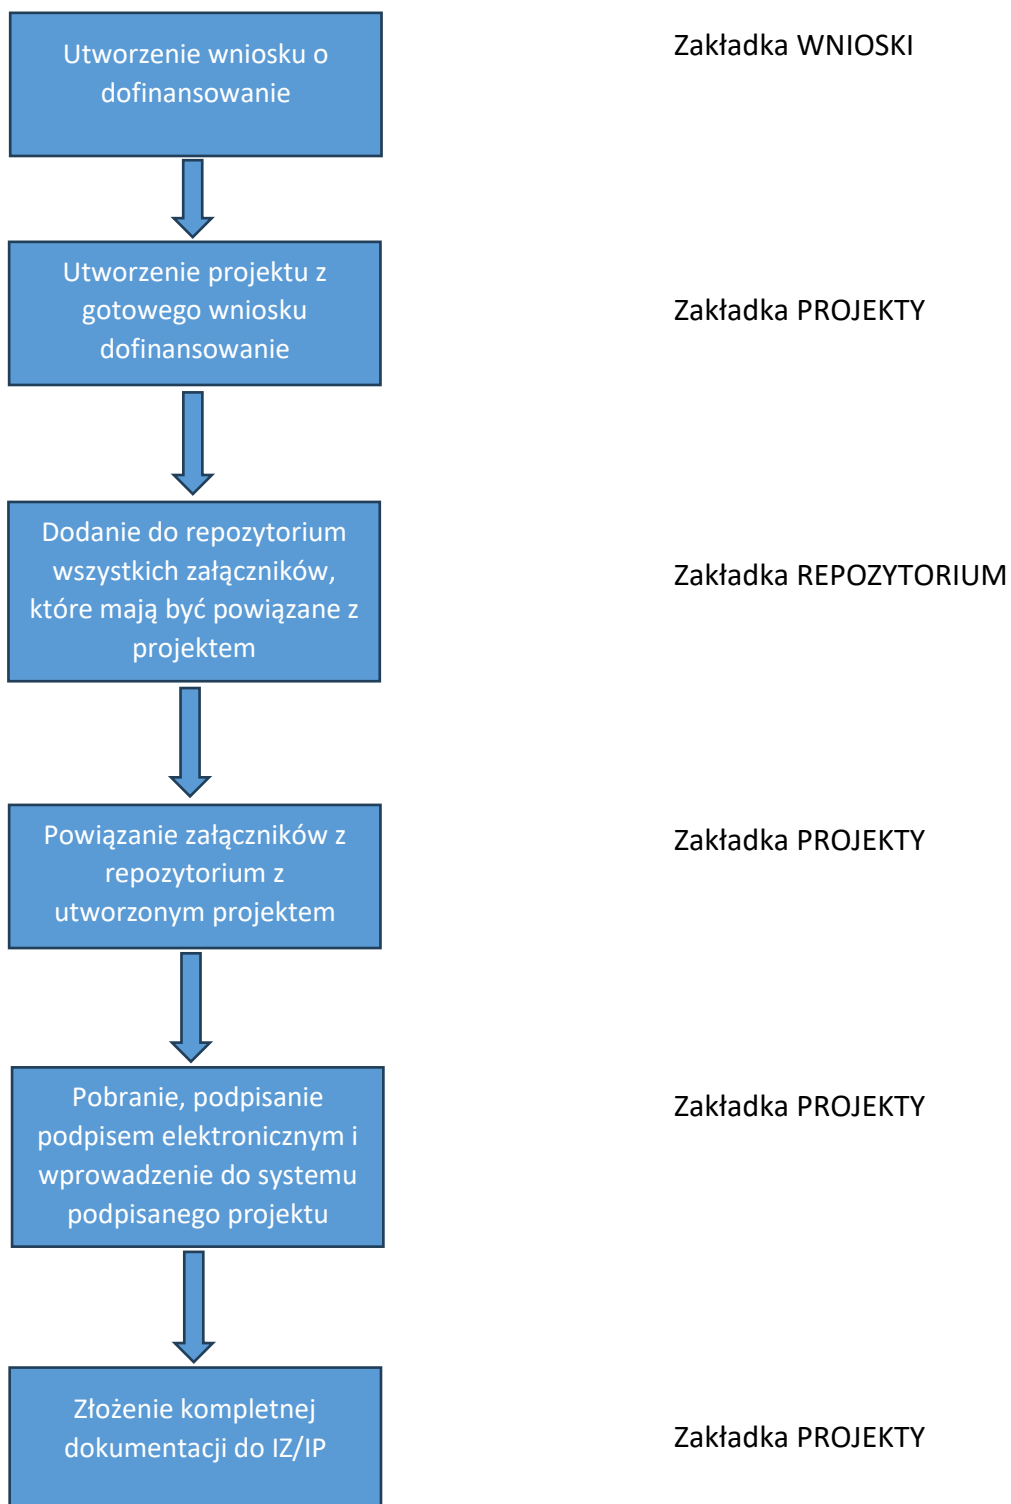 Utworzenie wniosku o
dofinansowanie
Zakładka WNIOSKI
Utworzenie projektu z
gotowego wniosku
dofinansowanie
Zakładka PROJEKTY
Dodanie do repozytorium
wszystkich załączników,
które mają być powiązane z
projektem
Zakładka REPOZYTORIUM
Powiązanie załączników z
repozytorium z
utworzonym projektem
Zakładka PROJEKTY
Pobranie, podpisanie
podpisem elektronicznym i
wprowadzenie do systemu
podpisanego projektu
Zakładka PROJEKTY
Złożenie kompletnej
dokumentacji do IZ/IP
Zakładka PROJEKTY